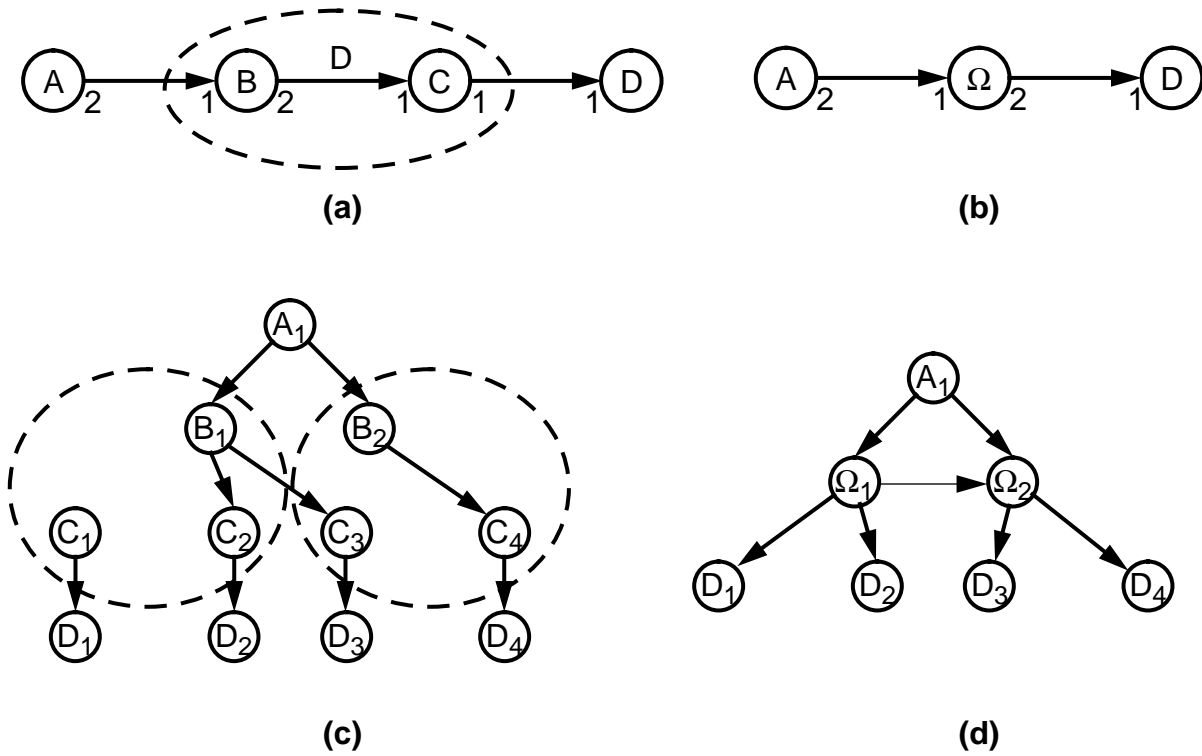 A 2 1 B 2 D 1 C 1 1 D
(a)
A 2 1 Ω 2 1 D
(b)
A1
B1 B2
C1 C2 C3 C4
D1 D2 D3 D4
(c)
A1
Ω1 Ω2
D1 D2 D3 D4
(d)